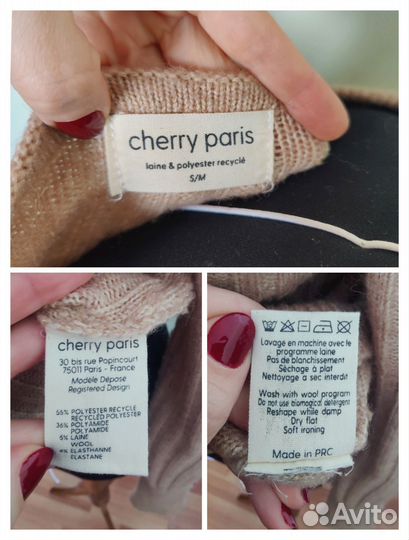 cherry paris
laine & polyester recyclé
S/M
cherry paris
30 bis rue Popincourt
75011 Paris - France
Modèle Déposé
Registered Design
55% POLYESTER RECYCLE
RECYCLED POLYESTER
36% POLYAMIDE
POLYAMIDE
5% LAINE
WOOL
4% ELASTHANNE
ELASTANE
Lavage en machine avec le
programme laine
Pas de blanchissement
Séchage à plat
Nettoyage à sec interdit
Wash with wool program
Do not use biological detergent
Reshape while damp
Dry flat
Soft ironing
Made in PRC
Avito